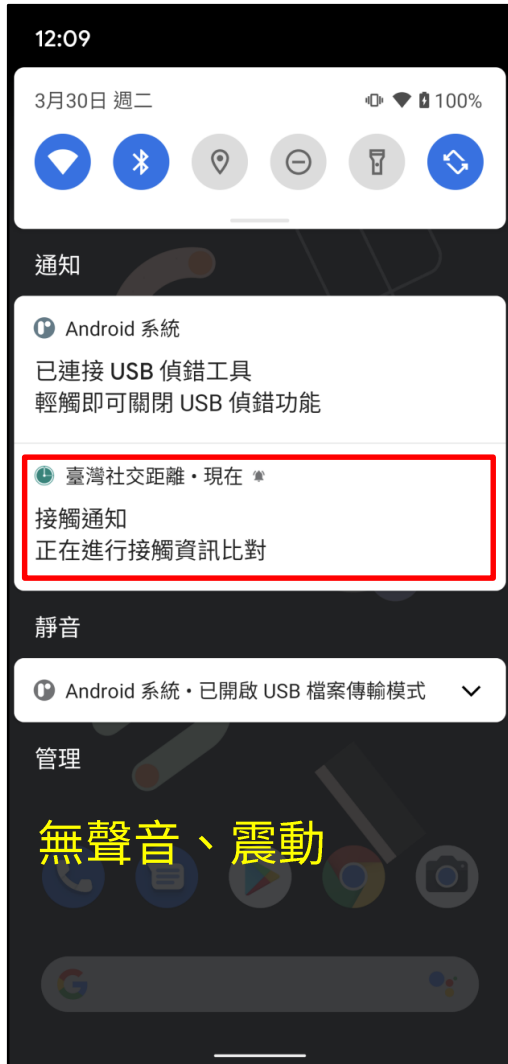 12:09
3月30日 週二 100%
通知
Android 系統
已連接 USB 偵錯工具
輕觸即可關閉 USB 偵錯功能
臺灣社交距離 • 現在
接觸通知
正在進行接觸資訊比對
靜音
Android 系統 • 已開啟 USB 檔案傳輸模式
管理
無聲音、震動